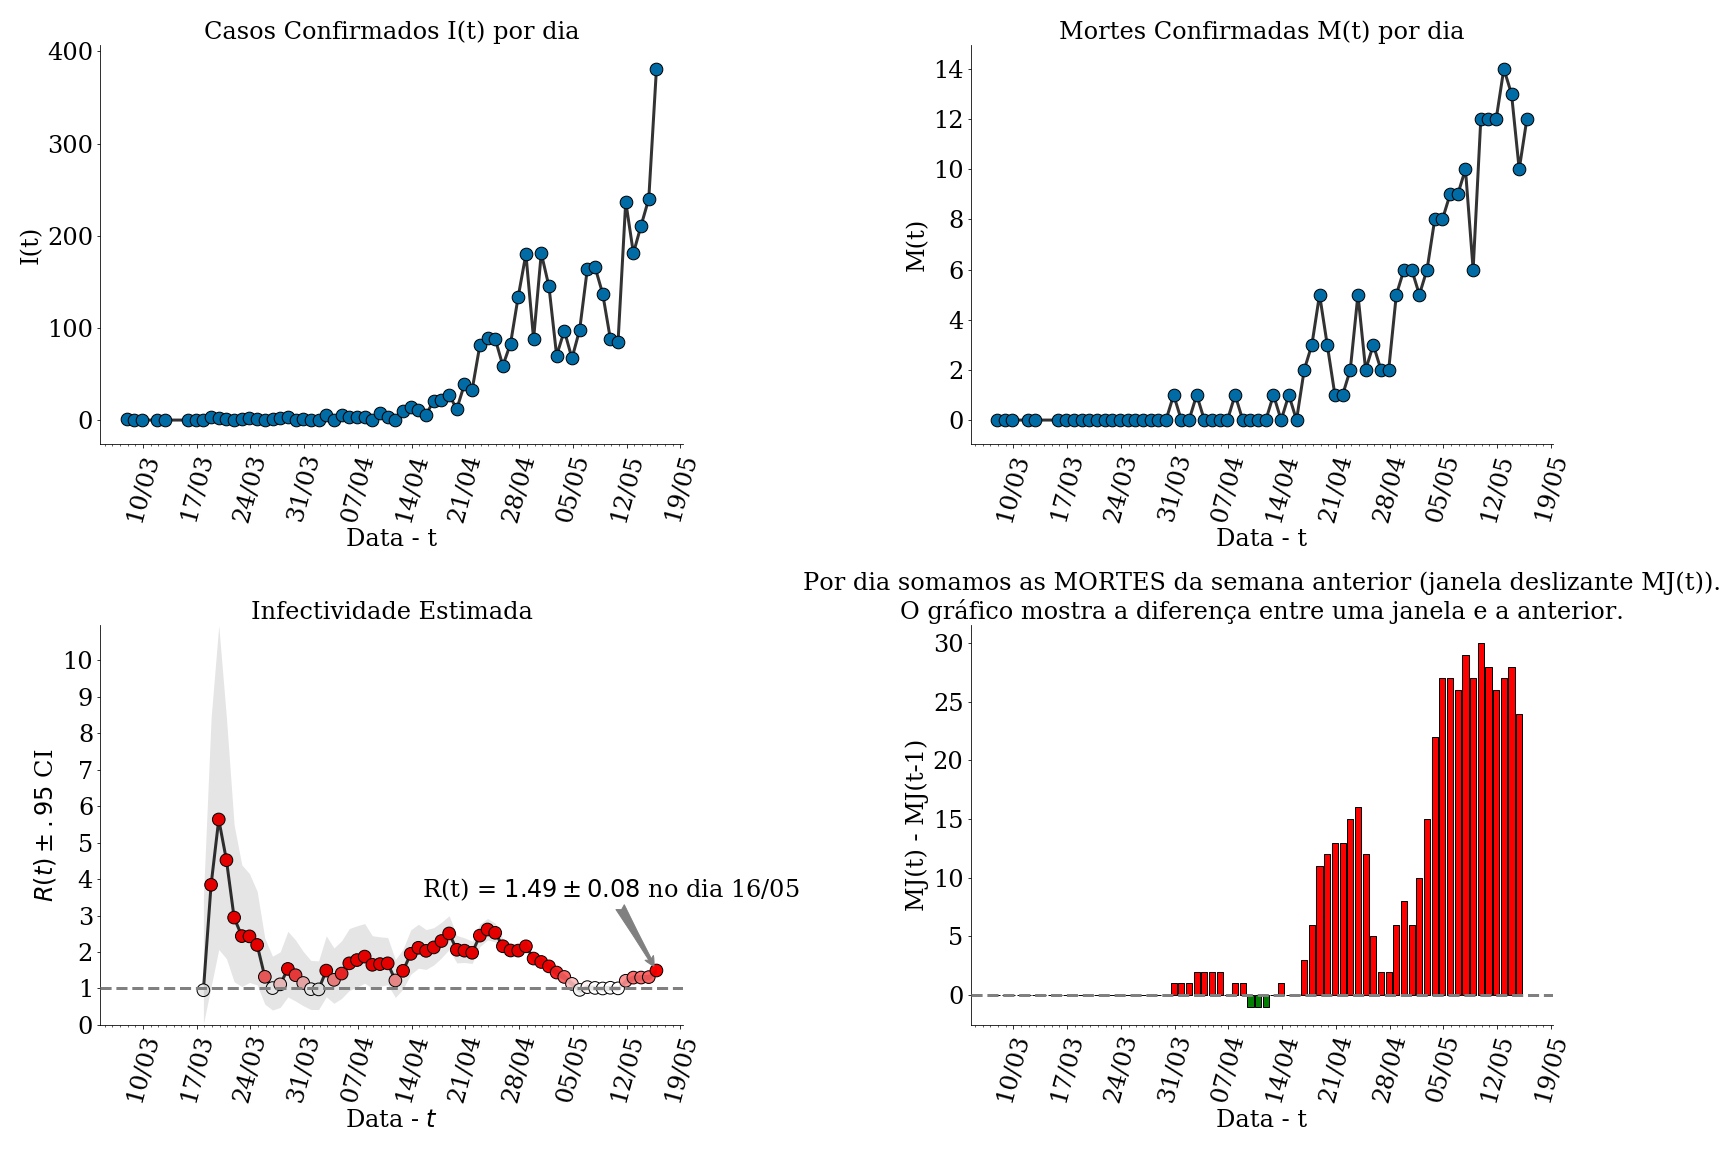 Casos Confirmados I(t) por dia
I(t)
400
300
200
100
0
10/03 17/03 24/03 31/03 07/04 14/04 21/04 28/04 05/05 12/05 19/05
Data - t
Mortes Confirmadas M(t) por dia
M(t)
14
12
10
8
6
4
2
0
10/03 17/03 24/03 31/03 07/04 14/04 21/04 28/04 05/05 12/05 19/05
Data - t
Infectividade Estimada
R(t) ± .95 CI
10
9
8
7
6
5
4
3
2
1
0
R(t) = 1.49 ± 0.08 no dia 16/05
10/03 17/03 24/03 31/03 07/04 14/04 21/04 28/04 05/05 12/05 19/05
Data - t
Por dia somamos as MORTES da semana anterior (janela deslizante MJ(t)).
O gráfico mostra a diferença entre uma janela e a anterior.
MJ(t) - MJ(t-1)
30
25
20
15
10
5
0
10/03 17/03 24/03 31/03 07/04 14/04 21/04 28/04 05/05 12/05 19/05
Data - t